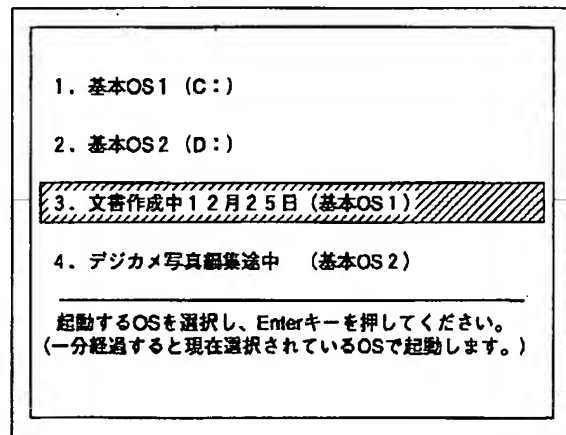 1．基本OS1（C：）
2．基本OS2（D：）
3．文書作成中12月25日（基本OS1）
4．デジカメ写真編集途中　（基本OS2）
起動するOSを選択し、Enterキーを押してください。
（一分経過すると現在選択されているOSで起動します。）